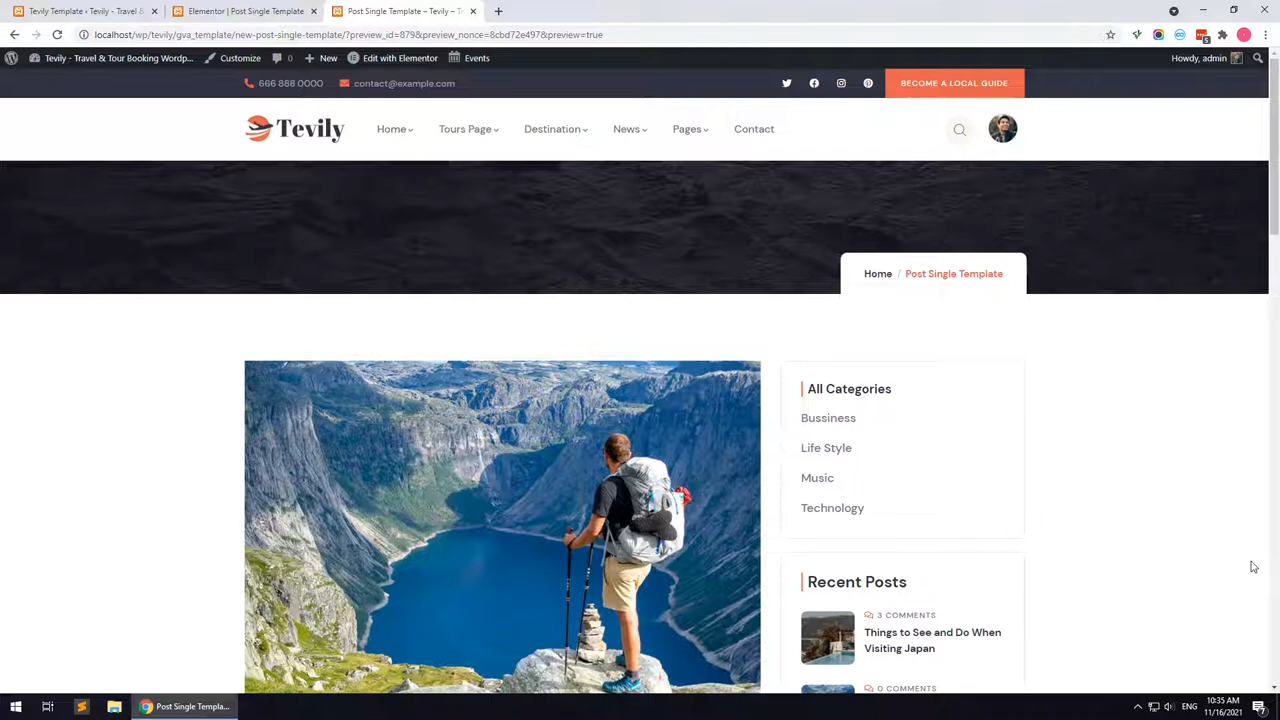 Tevily Template – Tevily – Travel
Elementor | Post Single Template
Post Single Template – Tevily – T
localhost/wp/tevily/gva_template/new-post-single-template/?preview_id=879&preview_nonce=8cbd72e497&preview=true
5
Tevily - Travel & Tour Booking Wordp... Customize 0 New Edit with Elementor Events Howdy, admin
666 888 0000 contact@example.com BECOME A LOCAL GUIDE
Tevily Home Tours Page Destination News Pages Contact
Home / Post Single Template
All Categories
Bussiness
Life Style
Music
Technology
Recent Posts
3 COMMENTS
Things to See and Do When
Visiting Japan
0 COMMENTS
Post Single Templa...
ENG
10:35 AM
11/16/2021
7